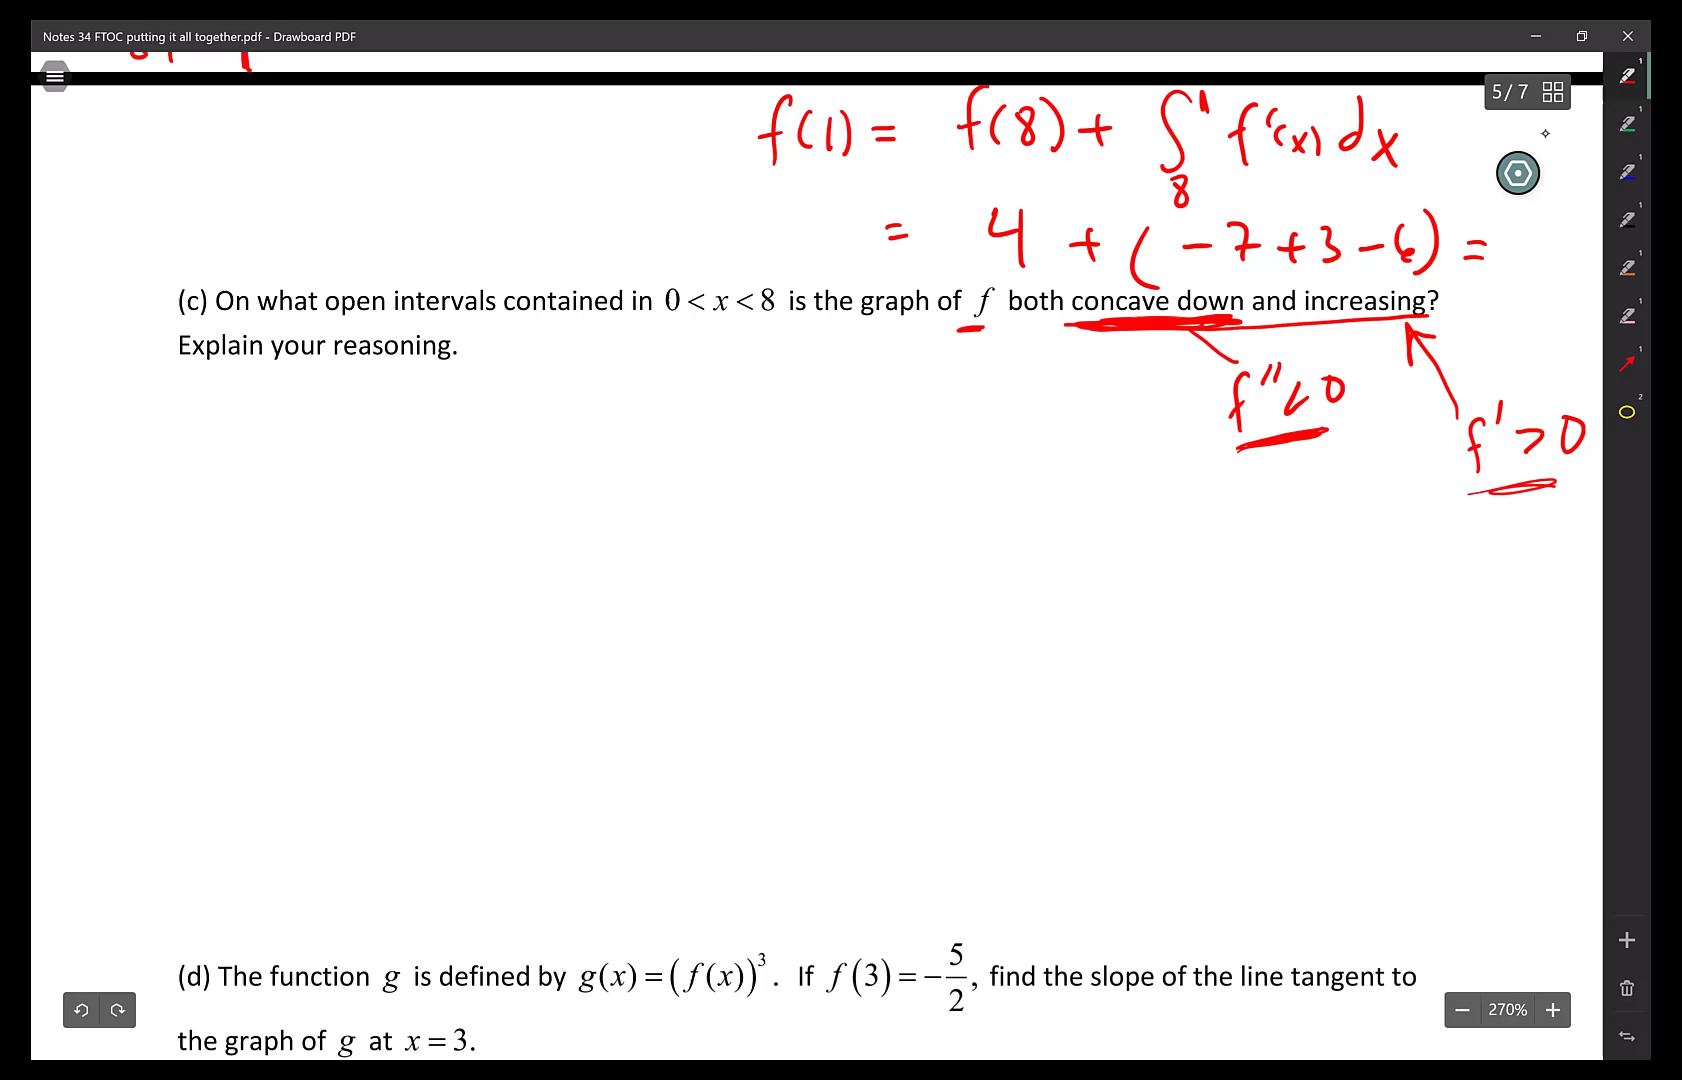 Notes 34 FTOC putting it all together.pdf - Drawboard PDF
5 / 7
f(1) = f(8) + ∫₈¹ f'(x) dx
= 4 + ( -7 + 3 - 6) =
(c) On what open intervals contained in 0 < x < 8 is the graph of f both concave down and increasing?
Explain your reasoning.
f'' < 0
f' > 0
(d) The function g is defined by g(x) = (f(x))³. If f(3) = -5/2, find the slope of the line tangent to
the graph of g at x = 3.
270%